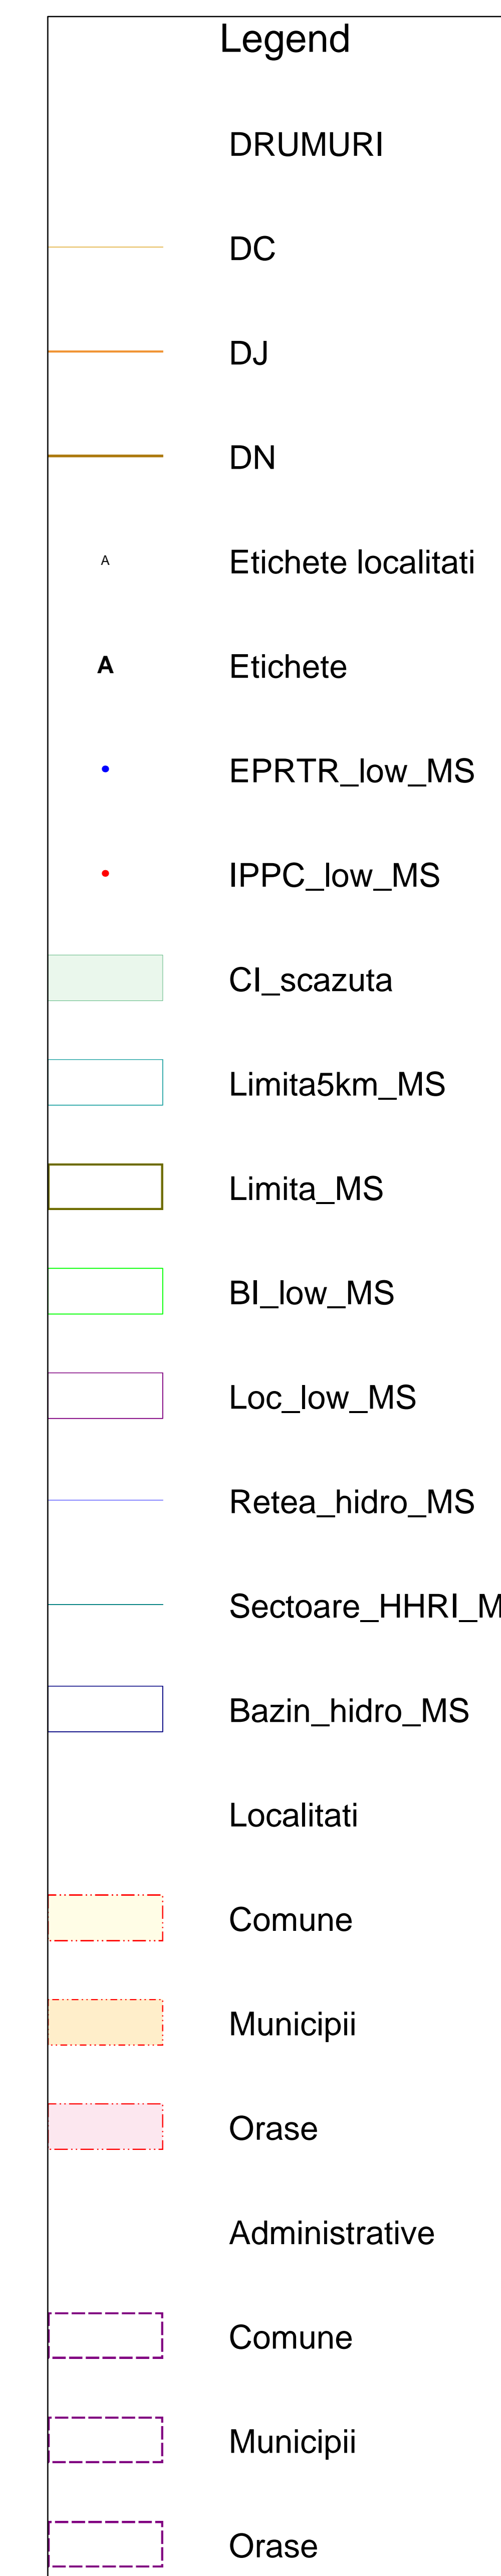 Legend
DRUMURI
DC
DJ
DN
A Etichete localitati
A Etichete
EPRTR_low_MS
IPPC_low_MS
CI_scazuta
Limita5km_MS
Limita_MS
BI_low_MS
Loc_low_MS
Retea_hidro_MS
Sectoare_HHRI_M
Bazin_hidro_MS
Localitati
Comune
Municipii
Orase
Administrative
Comune
Municipii
Orase